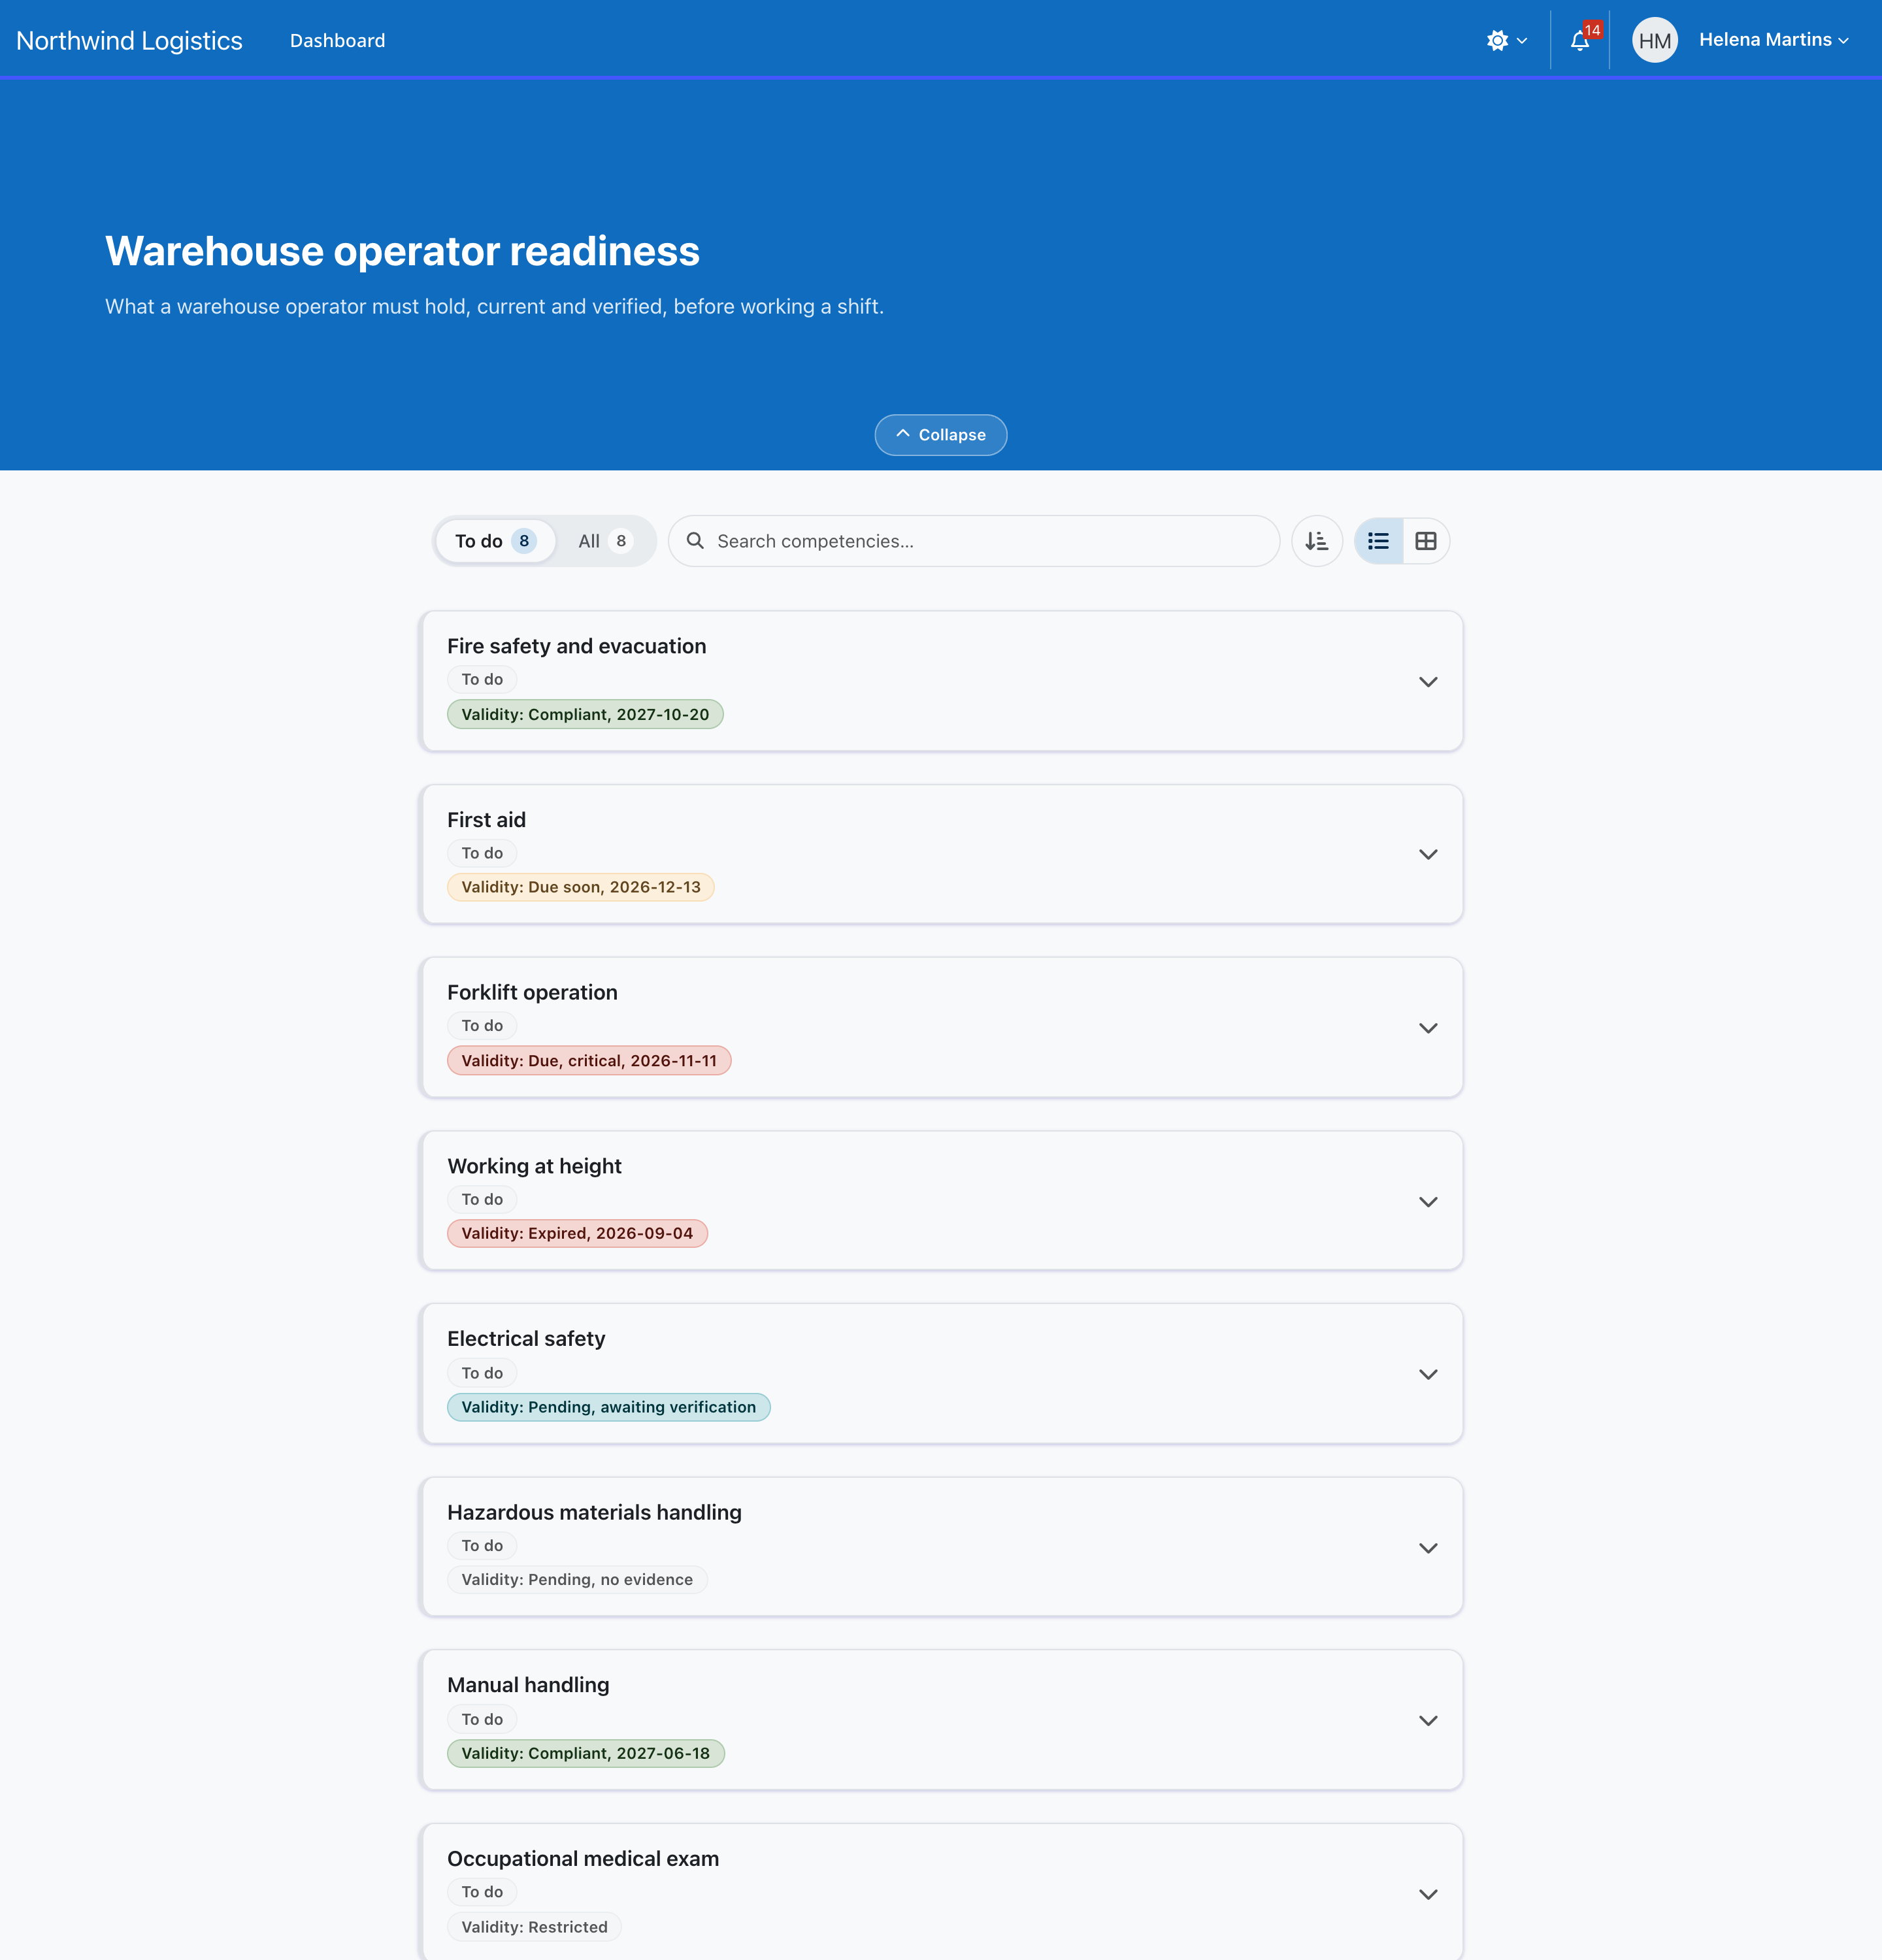 Northwind Logistics
Dashboard
14
HM
Helena Martins
Warehouse operator readiness
What a warehouse operator must hold, current and verified, before working a shift.
Collapse
To do 8
All 8
Search competencies...
Fire safety and evacuation
To do
Validity: Compliant, 2027-10-20
First aid
To do
Validity: Due soon, 2026-12-13
Forklift operation
To do
Validity: Due, critical, 2026-11-11
Working at height
To do
Validity: Expired, 2026-09-04
Electrical safety
To do
Validity: Pending, awaiting verification
Hazardous materials handling
To do
Validity: Pending, no evidence
Manual handling
To do
Validity: Compliant, 2027-06-18
Occupational medical exam
To do
Validity: Restricted